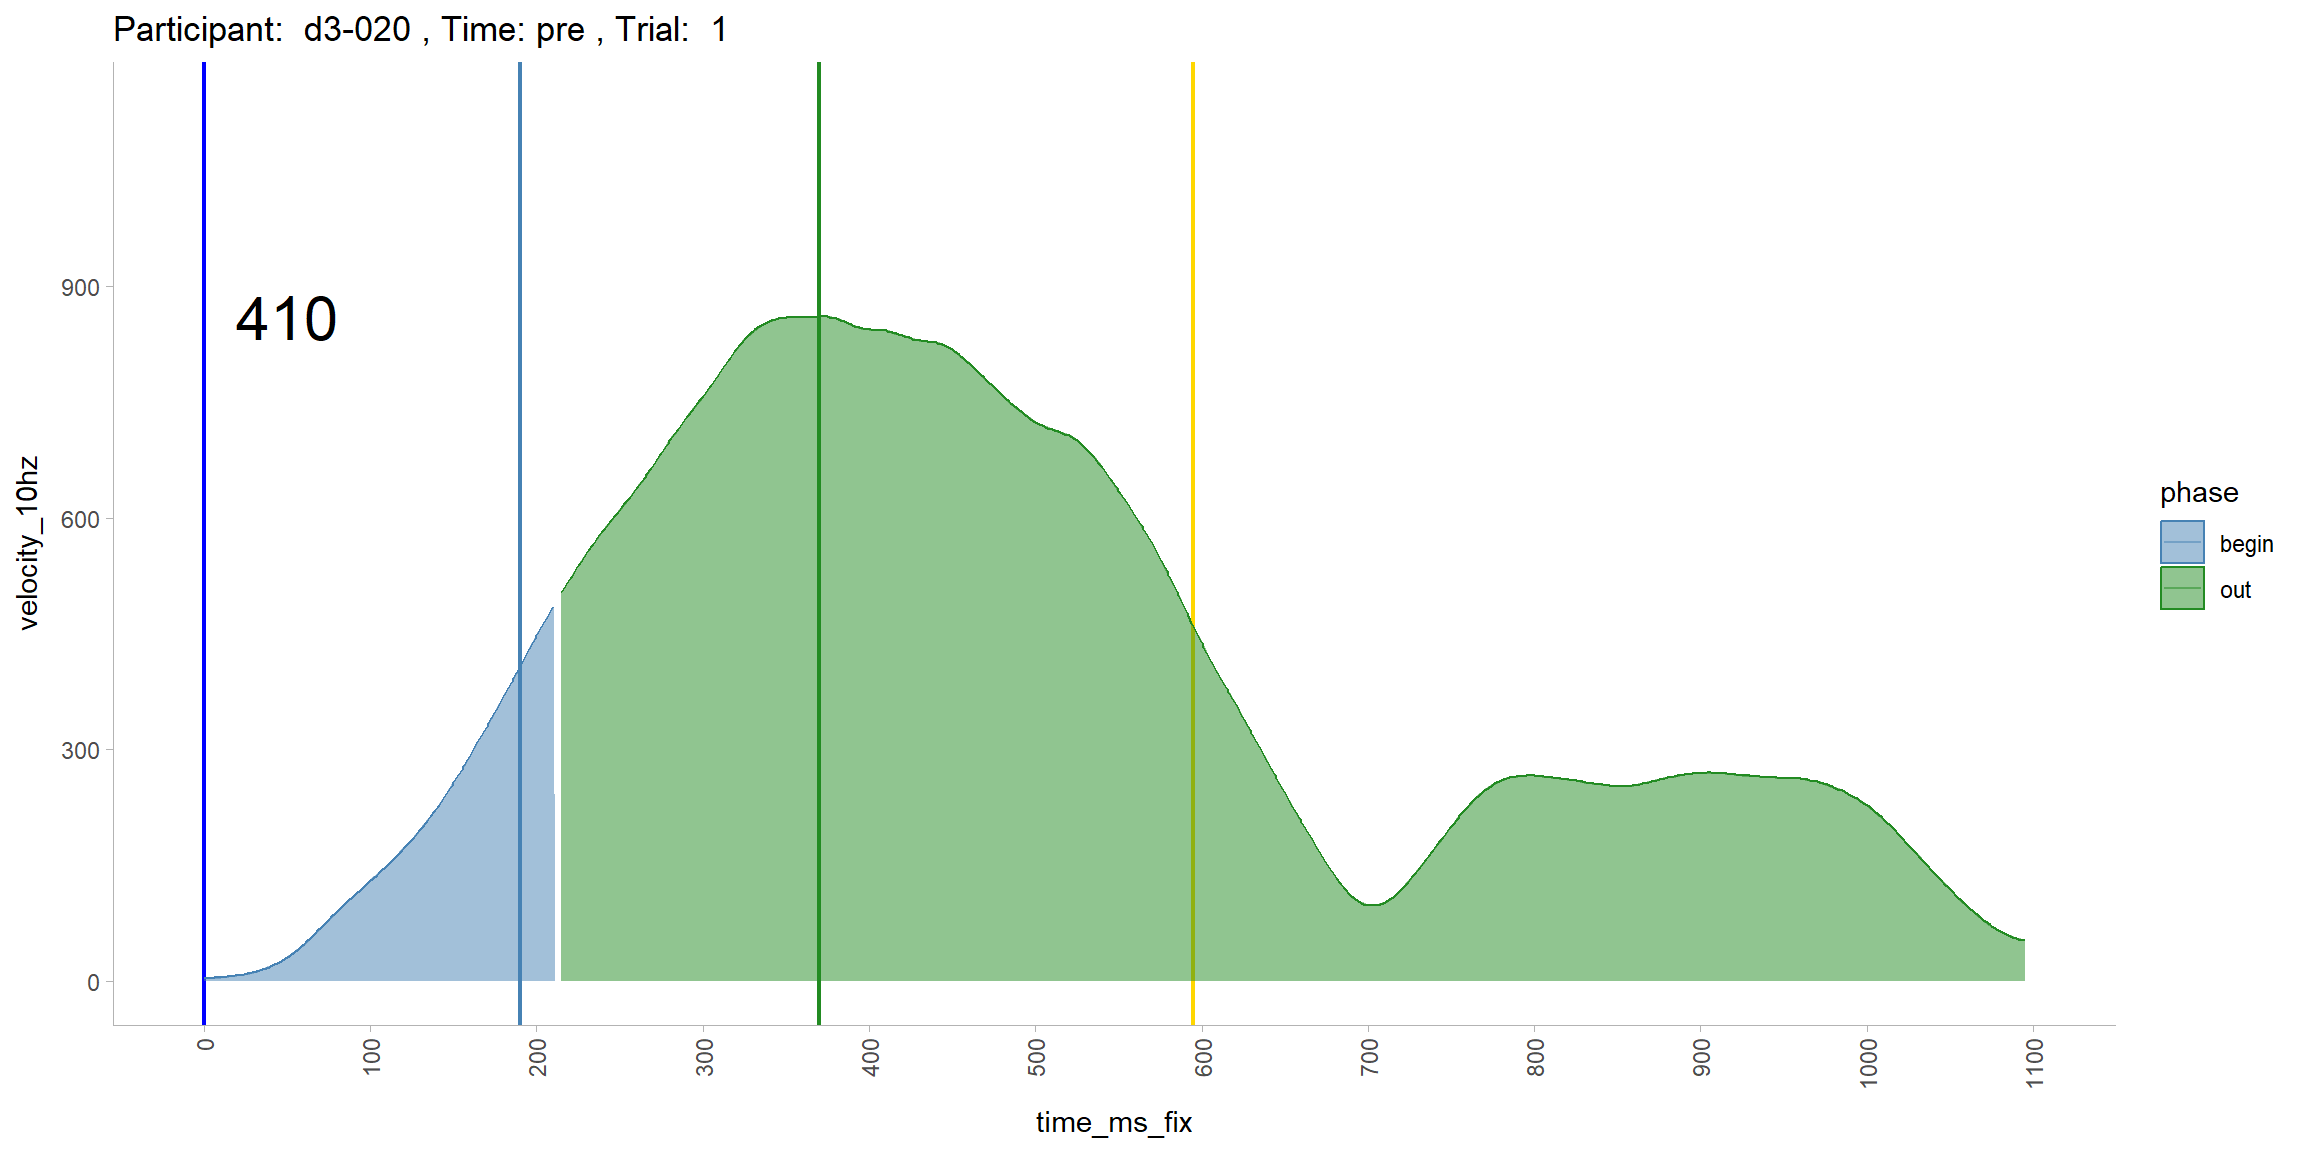 Participant:  d3-020 , Time: pre , Trial:  1
velocity_10hz
900
600
300
0
410
0
100
200
300
400
500
600
700
800
900
1000
1100
time_ms_fix
phase
begin
out